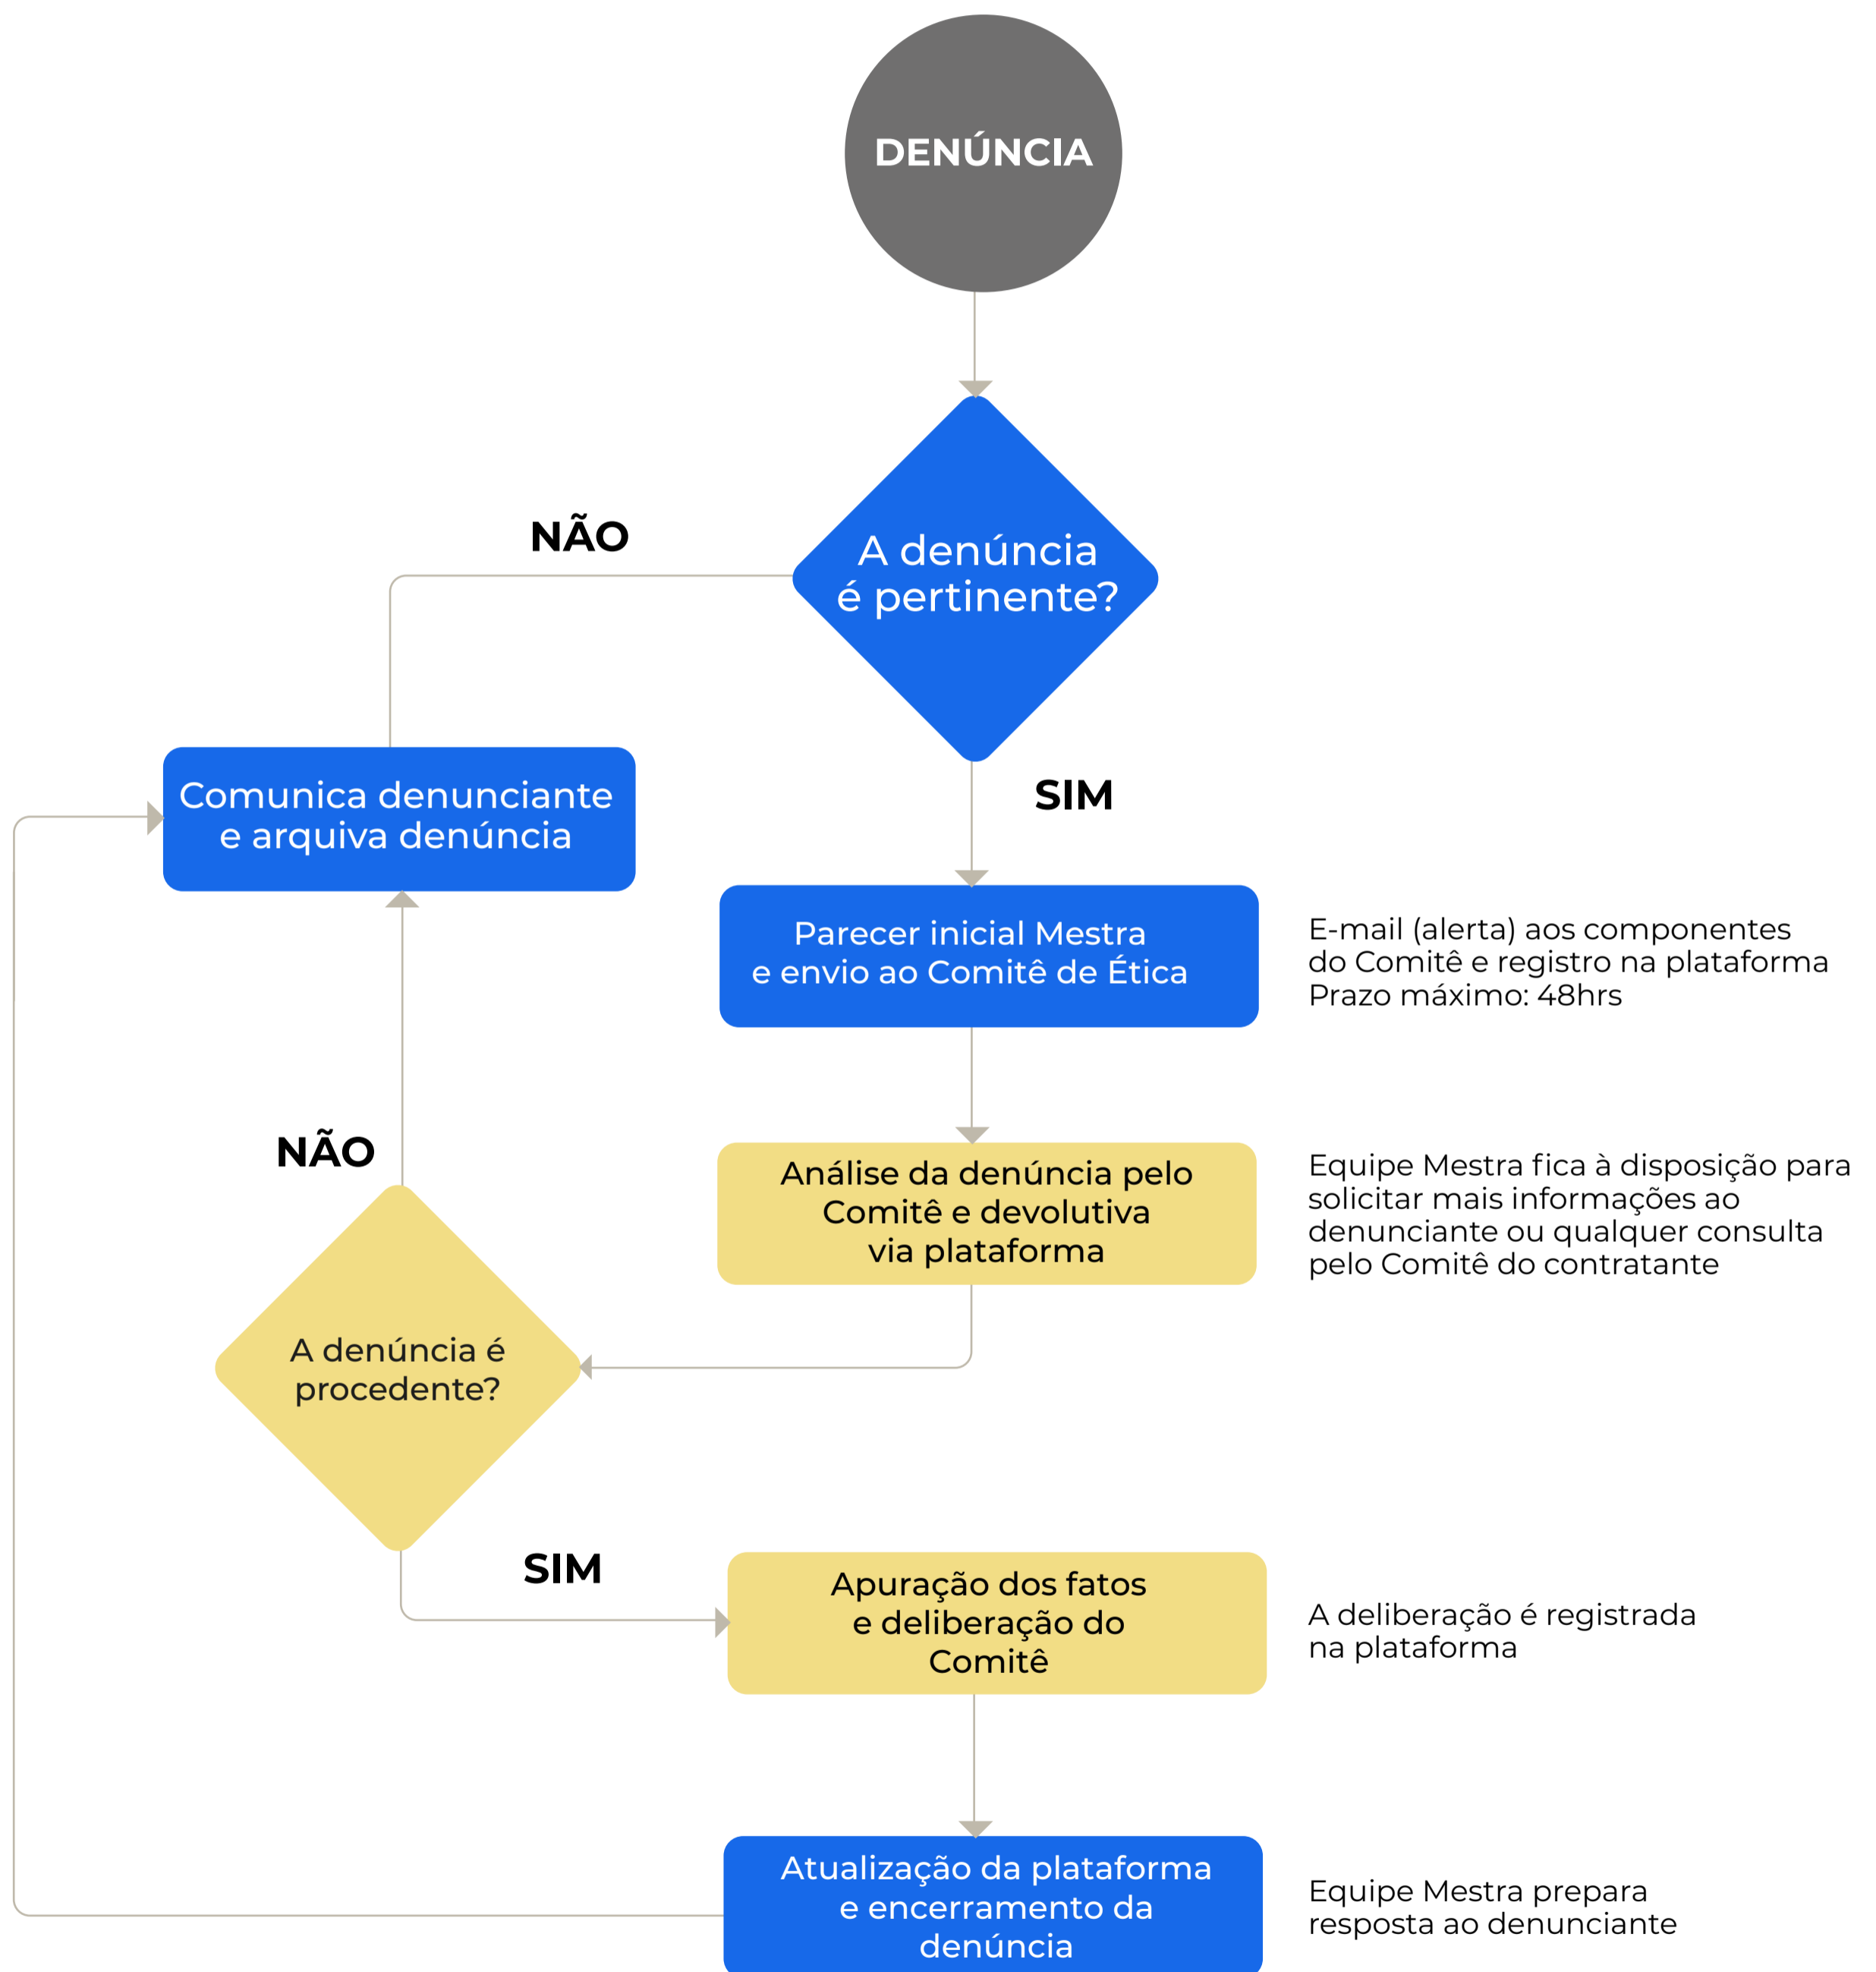 DENÚNCIA
NÃO
A denúncia
é pertinente?
SIM
Comunica denunciante
e arquiva denúncia
Parecer inicial Mestra
e envio ao Comitê de Ética
E-mail (alerta) aos componentes
do Comitê e registro na plataforma
Prazo máximo: 48hrs
NÃO
Análise da denúncia pelo
Comitê e devolutiva
via plataforma
Equipe Mestra fica à disposição para
solicitar mais informações ao
denunciante ou qualquer consulta
pelo Comitê do contratante
A denúncia é
procedente?
SIM
Apuração dos fatos
e deliberação do
Comitê
A deliberação é registrada
na plataforma
Atualização da plataforma
e encerramento da
denúncia
Equipe Mestra prepara
resposta ao denunciante